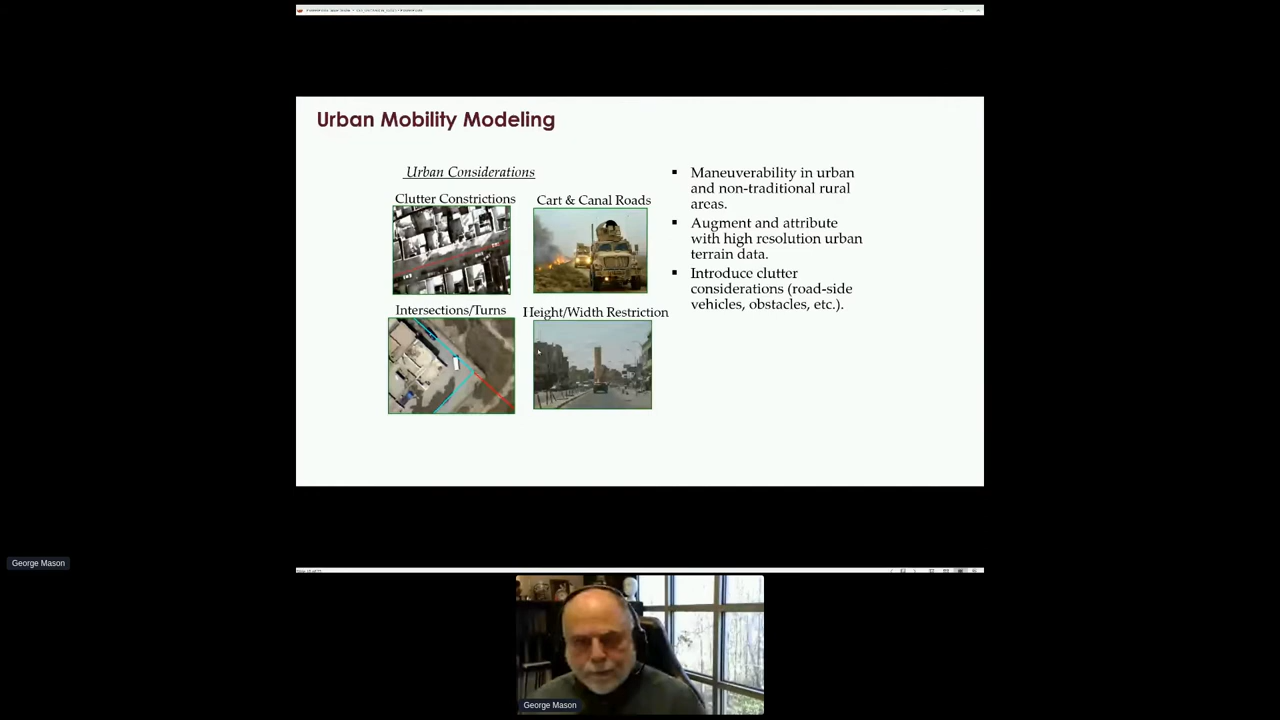 Urban Mobility Modeling
Urban Considerations
Clutter Constrictions
Cart & Canal Roads
Intersections/Turns
Height/Width Restriction
▪ Maneuverability in urban
and non-traditional rural
areas.
▪ Augment and attribute
with high resolution urban
terrain data.
▪ Introduce clutter
considerations (road-side
vehicles, obstacles, etc.).
George Mason
George Mason